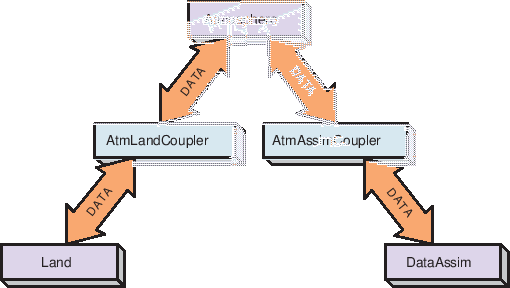 Atmosphere
DATA
DATA
AtmLandCoupler
AtmAssimCoupler
DATA
DATA
Land
DataAssim